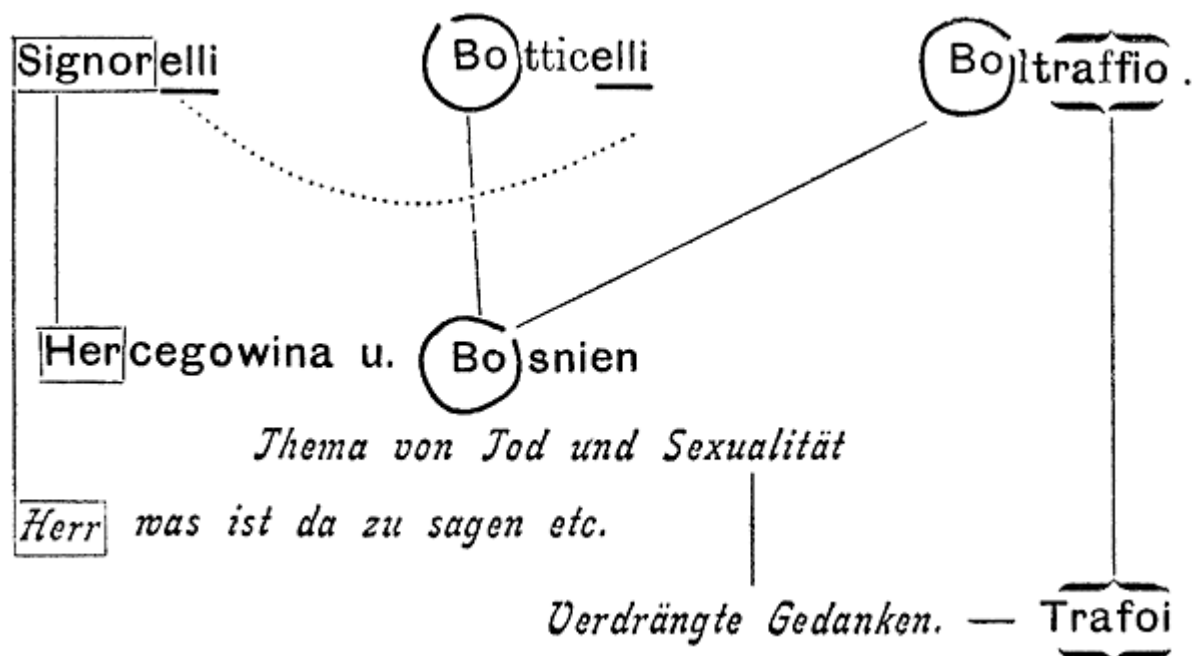 Signorelli Botticelli Boltraffio.
Hercegowina u. Bosnien
Thema von Tod und Sexualität
Herr was ist da zu sagen etc.
Verdrängte Gedanken. — Trafoi